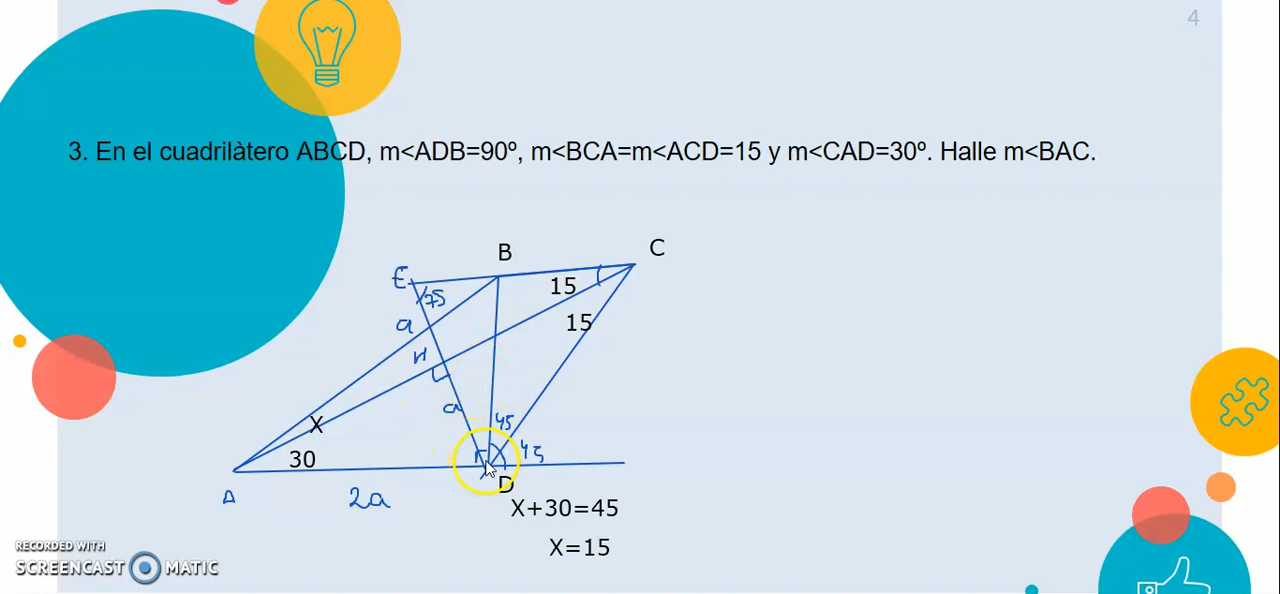 4
3. En el cuadrilàtero ABCD, m<ADB=90º, m<BCA=m<ACD=15 y m<CAD=30º. Halle m<BAC.
B
C
E
75
15
a
15
H
a
45
X
45
30
D
A
2a
X+30=45
X=15
RECORDED WITH
SCREENCAST MATIC